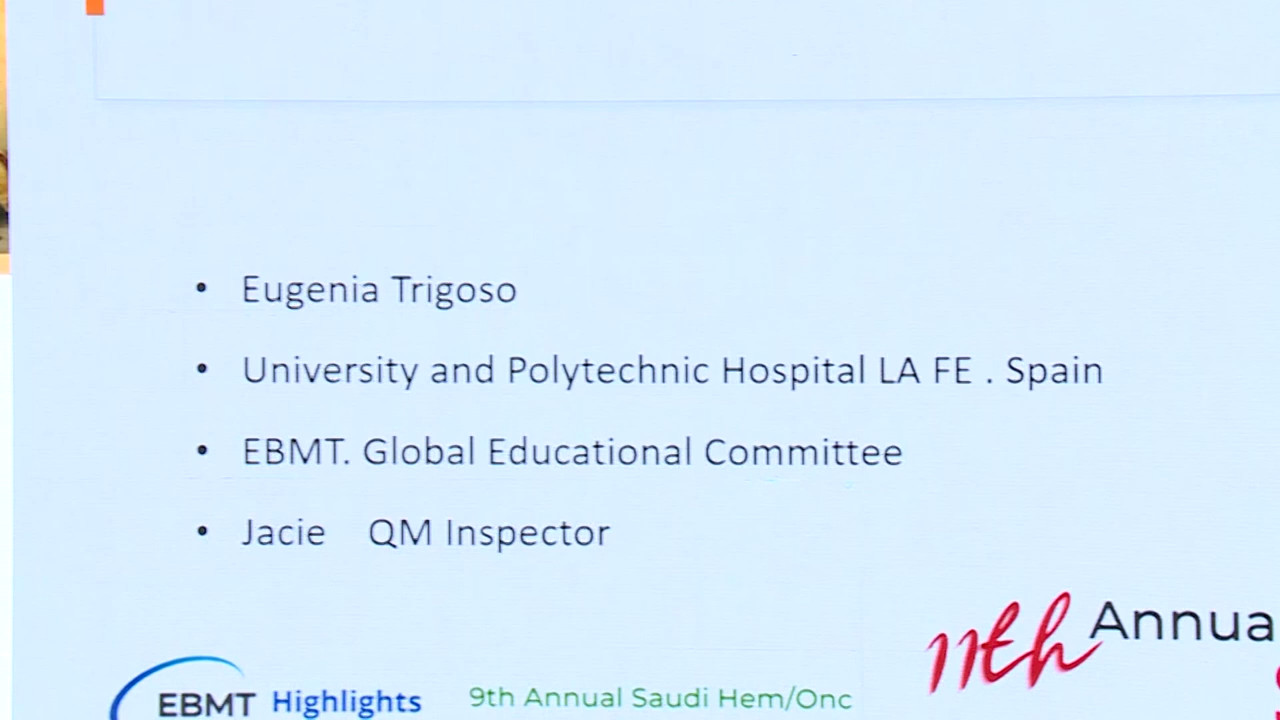 • Eugenia Trigoso
• University and Polytechnic Hospital LA FE . Spain
• EBMT. Global Educational Committee
• Jacie QM Inspector
11th Annua
EBMT Highlights 9th Annual Saudi Hem/Onc